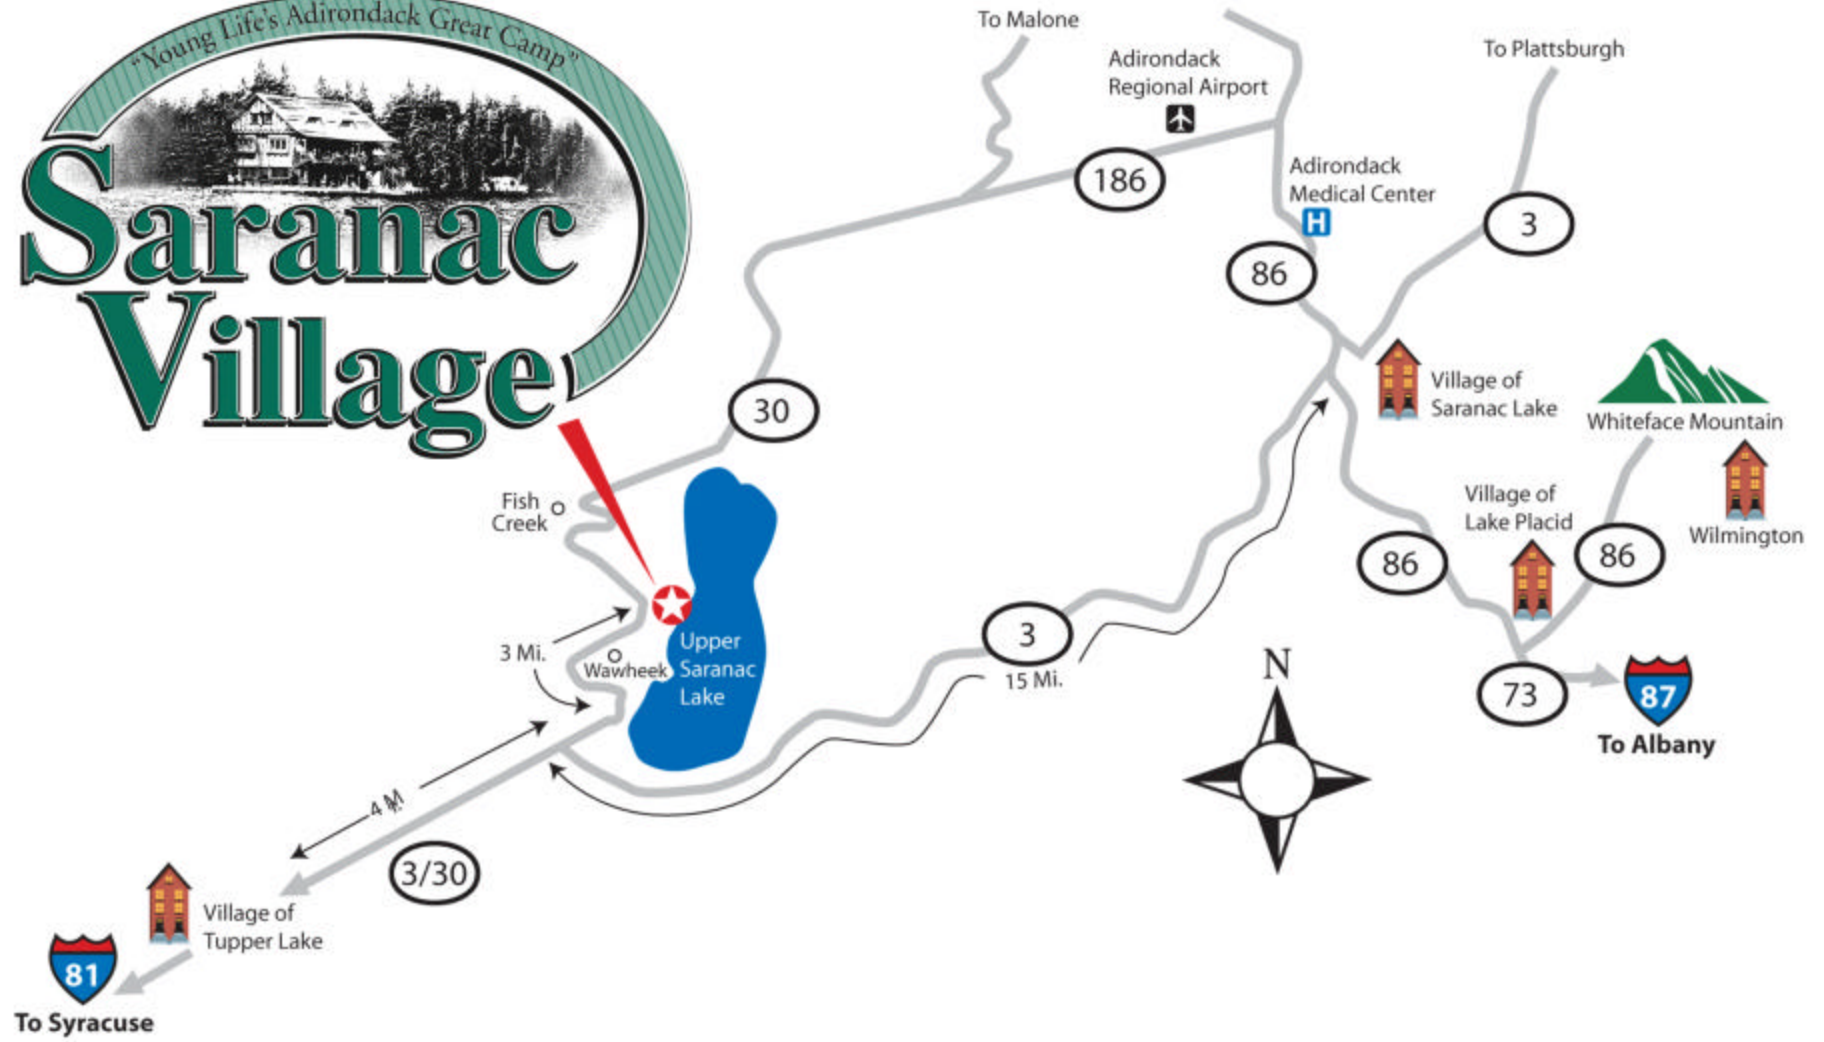 "Young Life's Adirondack Great Camp"
Saranac
Village
To Malone
Adirondack
Regional Airport
To Plattsburgh
186
Adirondack
Medical Center
3
86
30
Village of
Saranac Lake
Whiteface Mountain
Fish
Creek
Village of
Lake Placid
Wilmington
86
86
3 Mi.
Wawheek
Upper
Saranac
Lake
3
15 Mi.
N
73
87
To Albany
4 M
3/30
Village of
Tupper Lake
81
To Syracuse
H